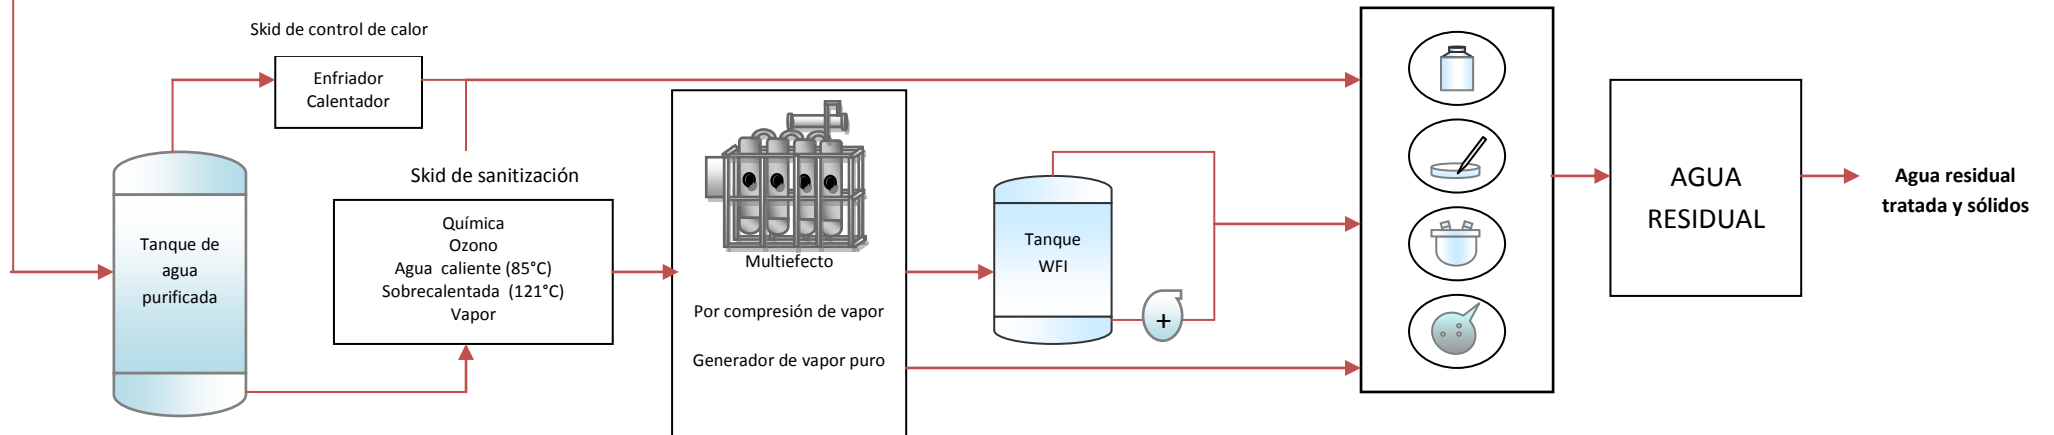 Skid de control de calor
Enfriador
Calentador
Tanque de
agua
purificada
Skid de sanitización
Química
Ozono
Agua caliente (85°C)
Sobrecalentada (121°C)
Vapor
Multiefecto
Por compresión de vapor
Generador de vapor puro
Tanque
WFI
+
AGUA
RESIDUAL
Agua residual
tratada y sólidos